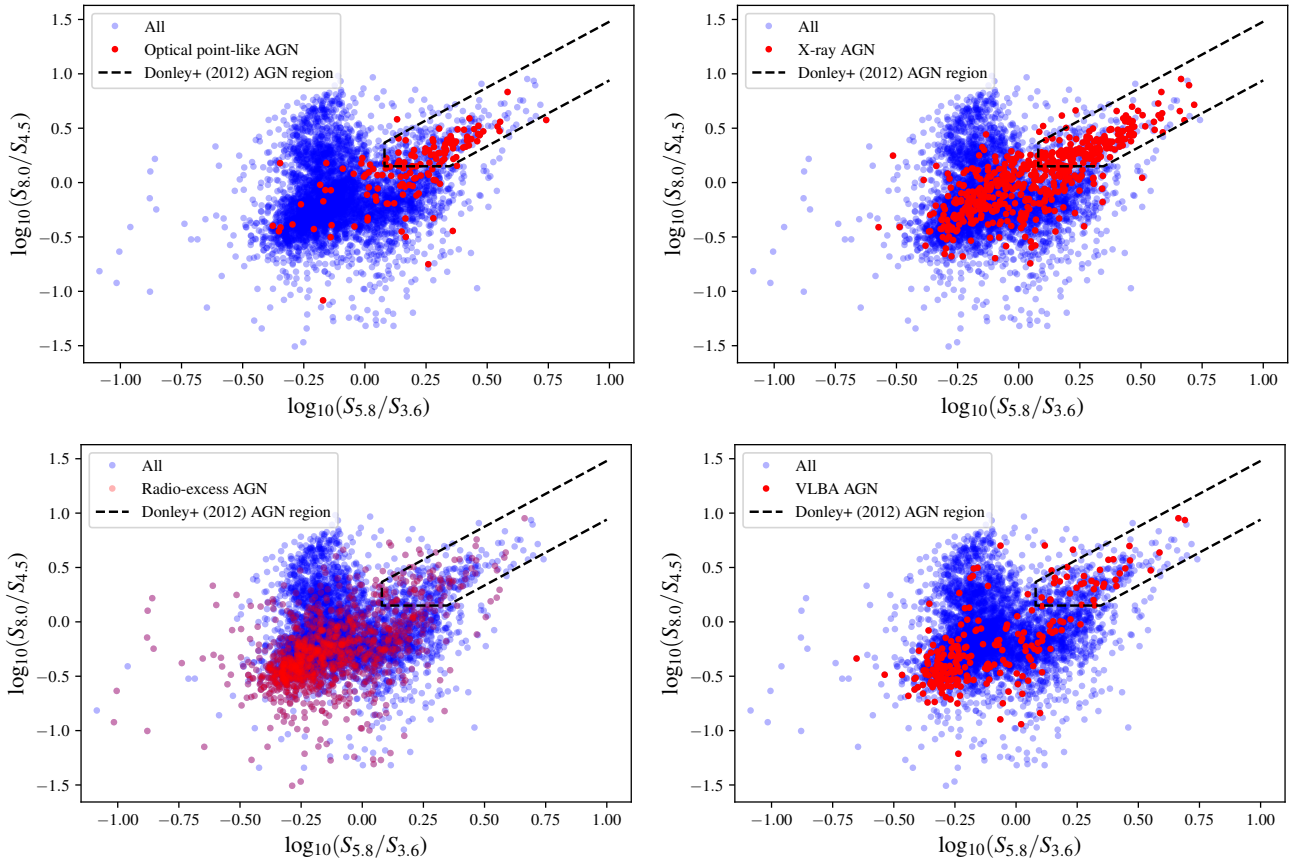 All
Optical point-like AGN
Donley+ (2012) AGN region
1.5
1.0
0.5
0.0
−0.5
−1.0
−1.5
log₁₀(S₈.₀/S₄.₅)
−1.00 −0.75 −0.50 −0.25 0.00 0.25 0.50 0.75 1.00
log₁₀(S₅.₈/S₃.₆)
All
X-ray AGN
Donley+ (2012) AGN region
1.5
1.0
0.5
0.0
−0.5
−1.0
−1.5
log₁₀(S₈.₀/S₄.₅)
−1.00 −0.75 −0.50 −0.25 0.00 0.25 0.50 0.75 1.00
log₁₀(S₅.₈/S₃.₆)
All
Radio-excess AGN
Donley+ (2012) AGN region
1.5
1.0
0.5
0.0
−0.5
−1.0
−1.5
log₁₀(S₈.₀/S₄.₅)
−1.00 −0.75 −0.50 −0.25 0.00 0.25 0.50 0.75 1.00
log₁₀(S₅.₈/S₃.₆)
All
VLBA AGN
Donley+ (2012) AGN region
1.5
1.0
0.5
0.0
−0.5
−1.0
−1.5
log₁₀(S₈.₀/S₄.₅)
−1.00 −0.75 −0.50 −0.25 0.00 0.25 0.50 0.75 1.00
log₁₀(S₅.₈/S₃.₆)